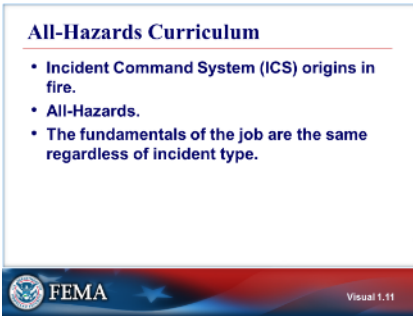 All-Hazards Curriculum
• Incident Command System (ICS) origins in
fire.
• All-Hazards.
• The fundamentals of the job are the same
regardless of incident type.
FEMA
Visual 1.11